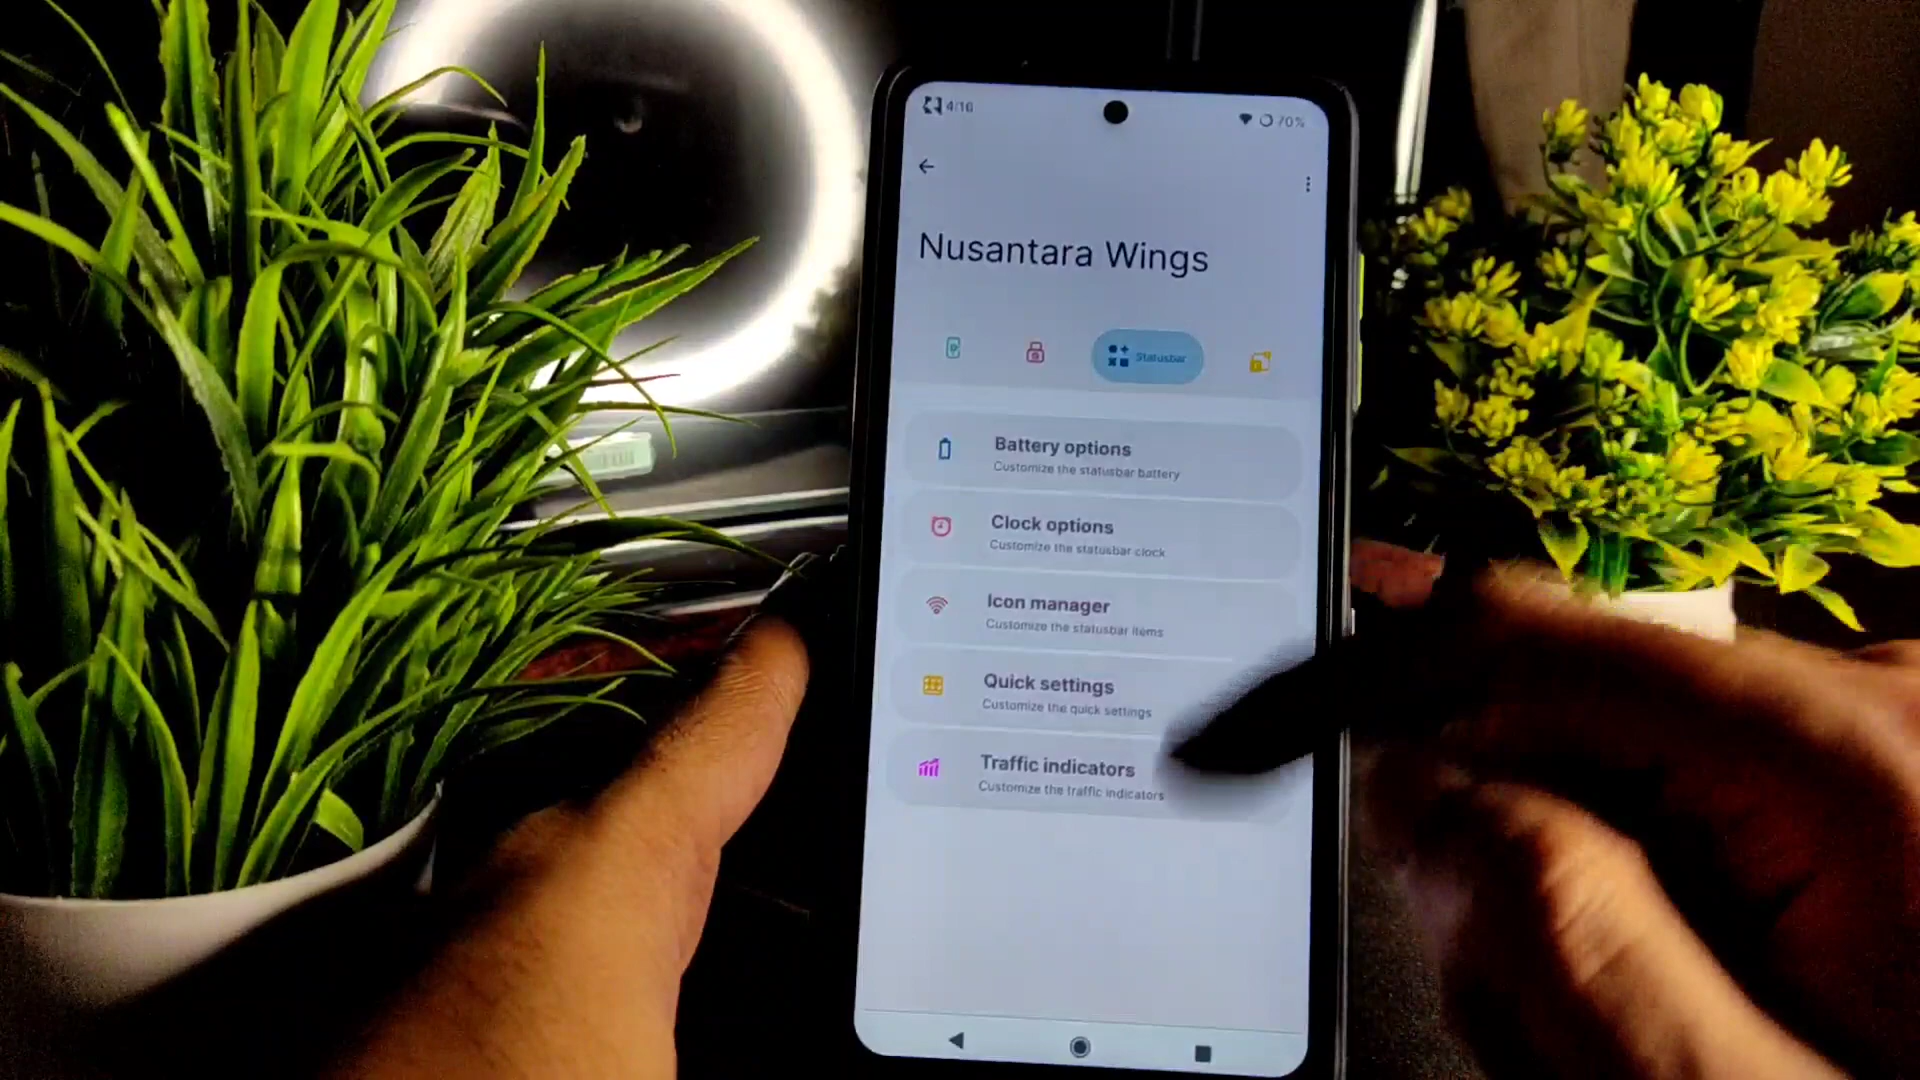 4:16
70%
Nusantara Wings
Statusbar
Battery options
Customize the statusbar battery
Clock options
Customize the statusbar clock
Icon manager
Customize the statusbar items
Quick settings
Customize the quick settings
Traffic indicators
Customize the traffic indicators